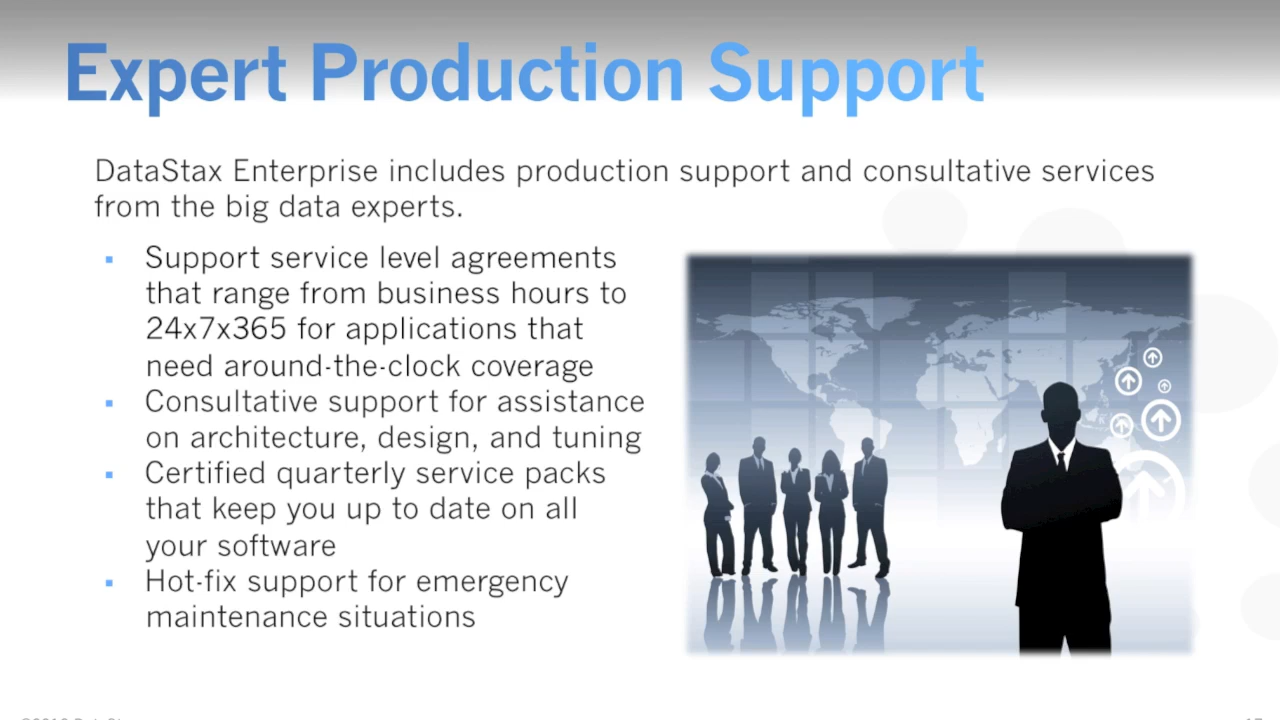 Expert Production Support
DataStax Enterprise includes production support and consultative services
from the big data experts.
▪ Support service level agreements
that range from business hours to
24x7x365 for applications that
need around-the-clock coverage
▪ Consultative support for assistance
on architecture, design, and tuning
▪ Certified quarterly service packs
that keep you up to date on all
your software
▪ Hot-fix support for emergency
maintenance situations